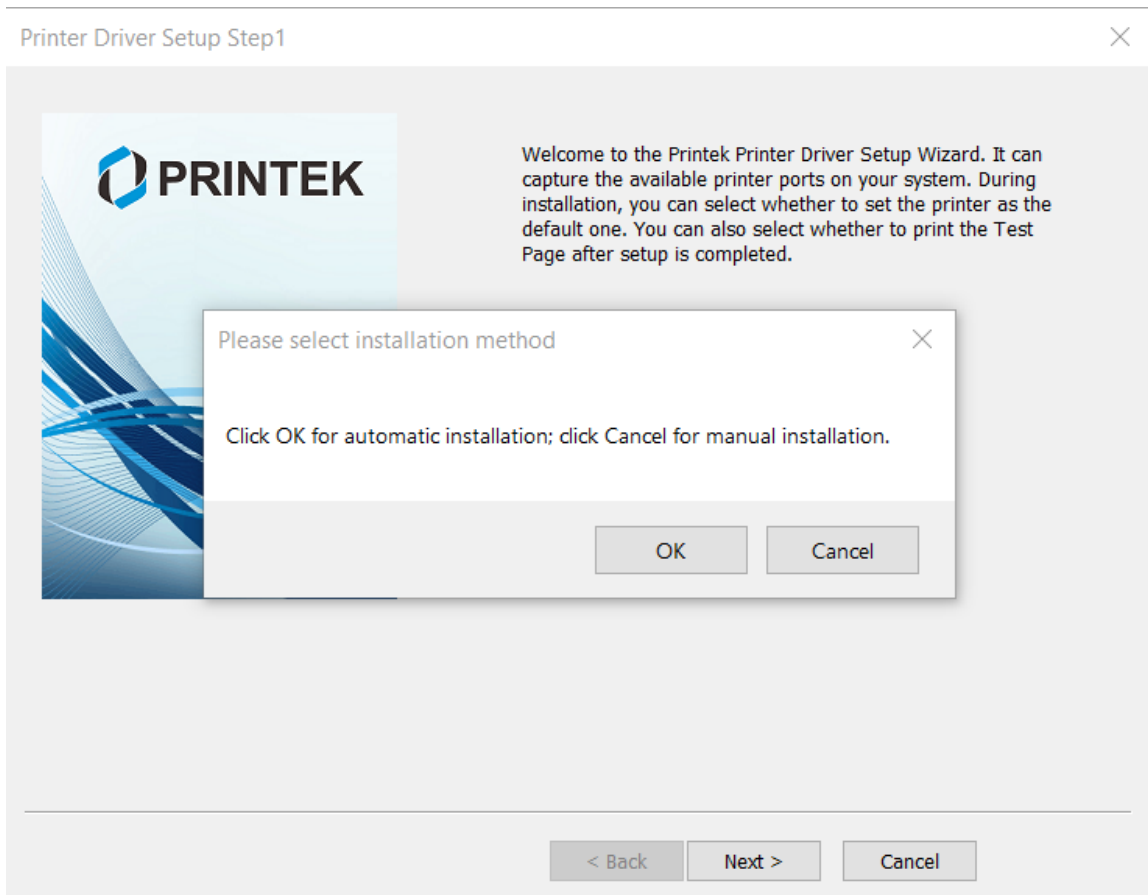 Printer Driver Setup Step1
PRINTEK
Welcome to the Printek Printer Driver Setup Wizard. It can
capture the available printer ports on your system. During
installation, you can select whether to set the printer as the
default one. You can also select whether to print the Test
Page after setup is completed.
Please select installation method
Click OK for automatic installation; click Cancel for manual installation.
OK
Cancel
< Back
Next >
Cancel